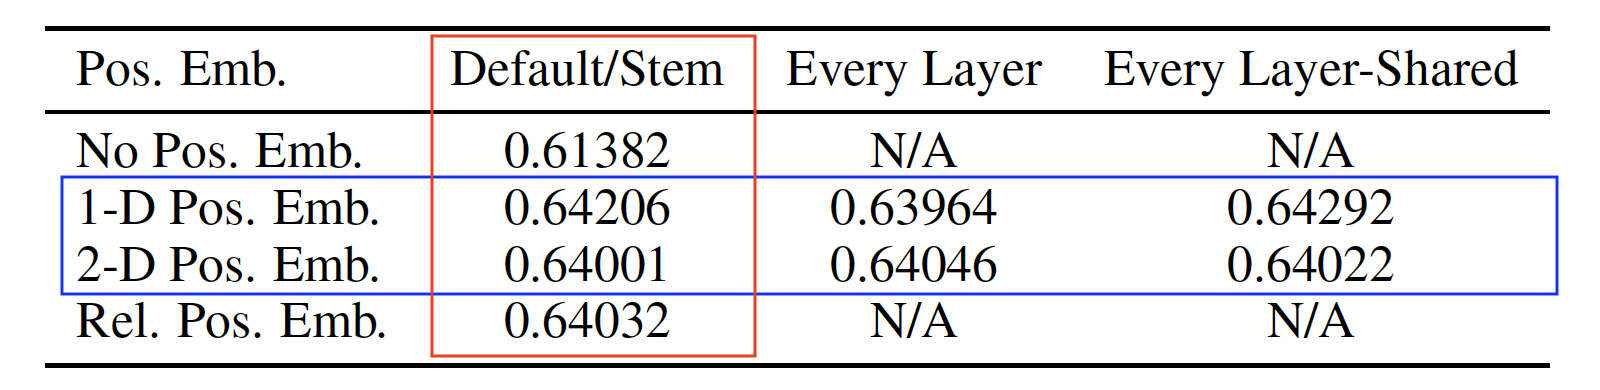 Pos. Emb. Default/Stem Every Layer Every Layer-Shared
No Pos. Emb. 0.61382 N/A N/A
1-D Pos. Emb. 0.64206 0.63964 0.64292
2-D Pos. Emb. 0.64001 0.64046 0.64022
Rel. Pos. Emb. 0.64032 N/A N/A